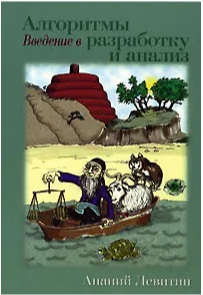 Алгоритмы
Введение в разработку
и анализ
Ананий Левитин